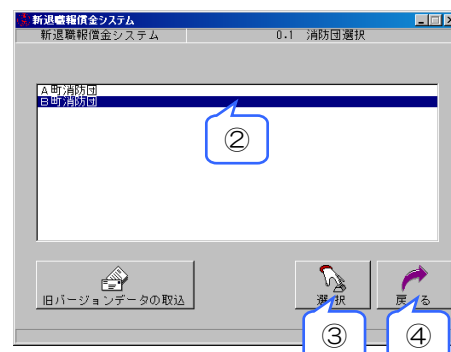 新退職報償金システム
新退職報償金システム 0.1 消防団選択
A町消防団
B町消防団
②
旧バージョンデータの取込
選択
戻る
③ ④